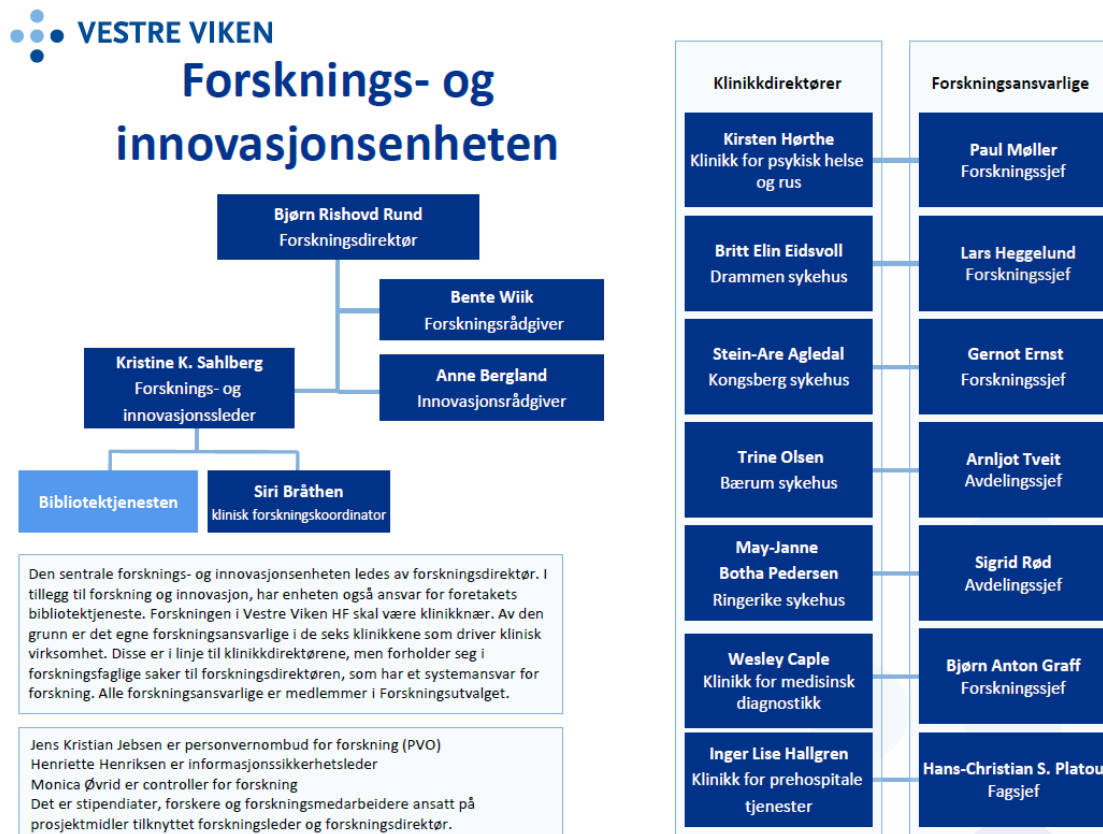 VESTRE VIKEN
Forsknings- og
innovasjonsenheten
Bjørn Rishovd Rund
Forskningsdirektør
Bente Wiik
Forskningsrådgiver
Kristine K. Sahlberg
Forsknings- og
innovasjonssleder
Anne Bergland
Innovasjonsrådgiver
Bibliotektjenesten
Siri Bråthen
klinisk forskningskoordinator
Den sentrale forsknings- og innovasjonsenheten ledes av forskningsdirektør. I
tillegg til forskning og innovasjon, har enheten også ansvar for foretakets
bibliotektjeneste. Forskningen i Vestre Viken HF skal være klinikknær. Av den
grunn er det egne forskningsansvarlige i de seks klinikkene som driver klinisk
virksomhet. Disse er i linje til klinikkdirektørene, men forholder seg i
forskningsfaglige saker til forskningsdirektøren, som har et systemansvar for
forskning. Alle forskningsansvarlige er medlemmer i Forskningsutvalget.
Jens Kristian Jebsen er personvernombud for forskning (PVO)
Henriette Henriksen er informasjonssikkerhetsleder
Monica Øvrid er controller for forskning
Det er stipendiater, forskere og forskningsmedarbeidere ansatt på
prosjektmidler tilknyttet forskningsleder og forskningsdirektør.
Klinikkdirektører
Forskningsansvarlige
Kirsten Hørthe
Klinikk for psykisk helse
og rus
Paul Møller
Forskningssjef
Britt Elin Eidsvoll
Drammen sykehus
Lars Heggelund
Forskningssjef
Stein-Are Agledal
Kongsberg sykehus
Gernot Ernst
Forskningssjef
Trine Olsen
Bærum sykehus
Arnljot Tveit
Avdelingssjef
May-Janne
Botha Pedersen
Ringerike sykehus
Sigrid Rød
Avdelingssjef
Wesley Caple
Klinikk for medisinsk
diagnostikk
Bjørn Anton Graff
Forskningssjef
Inger Lise Hallgren
Klinikk for prehospitale
tjenester
Hans-Christian S. Platou
Fagsjef